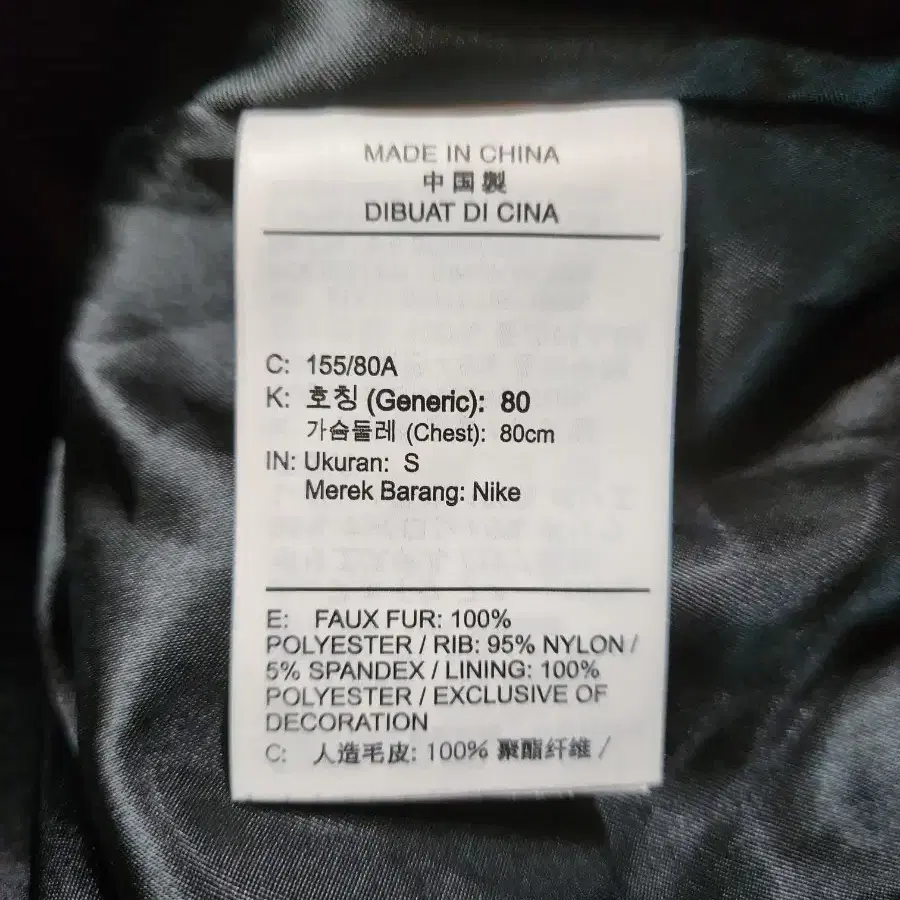 MADE IN CHINA
中国製
DIBUAT DI CINA
C: 155/80A
K: 호칭 (Generic): 80
가슴둘레 (Chest): 80cm
IN: Ukuran: S
Merek Barang: Nike
E: FAUX FUR: 100%
POLYESTER / RIB: 95% NYLON /
5% SPANDEX / LINING: 100%
POLYESTER / EXCLUSIVE OF
DECORATION
C: 人造毛皮: 100% 聚酯纤维 /